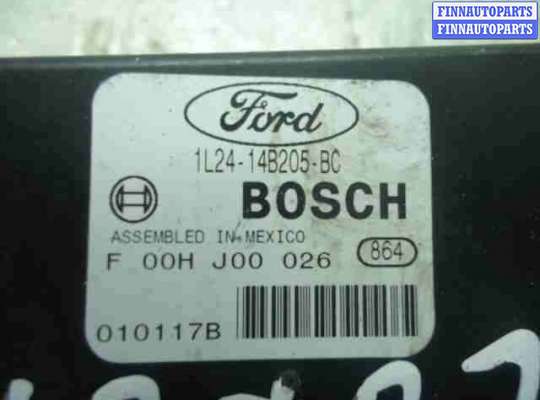 FINNAUTOPARTS
FINNAUTOPARTS
Ford
1L24-14B205-BC
BOSCH
ASSEMBLED IN MEXICO
F 00H J00 026 864
010117B